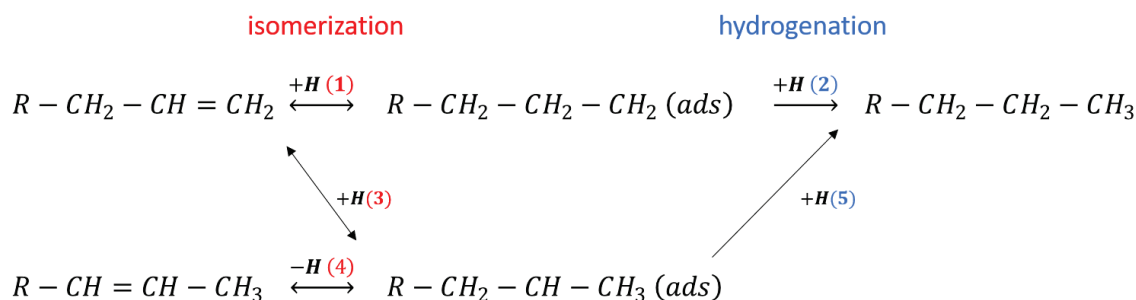 isomerization hydrogenation
+H (1) +H (2)
R − CH₂ − CH = CH₂ R − CH₂ − CH₂ − CH₂ (ads) R − CH₂ − CH₂ − CH₃
+H(3) +H(5)
−H (4)
R − CH = CH − CH₃ R − CH₂ − CH − CH₃ (ads)